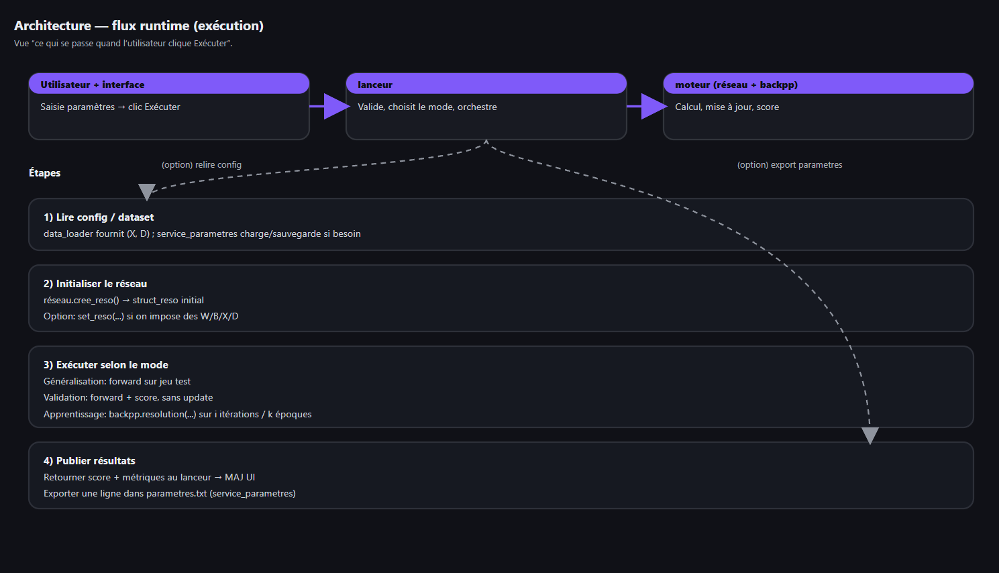 Architecture — flux runtime (exécution)
Vue “ce qui se passe quand l'utilisateur clique Exécuter”.
Utilisateur + interface
Saisie paramètres → clic Exécuter
lanceur
Valide, choisit le mode, orchestre
moteur (réseau + backpp)
Calcul, mise à jour, score
(option) relire config
(option) export parametres
Étapes
1) Lire config / dataset
data_loader fournit (X, D) ; service_parametres charge/sauvegarde si besoin
2) Initialiser le réseau
réseau.cree_reso() → struct_reso initial
Option: set_reso(...) si on impose des W/B/X/D
3) Exécuter selon le mode
Généralisation: forward sur jeu test
Validation: forward + score, sans update
Apprentissage: backpp.resolution(...) sur i itérations / k époques
4) Publier résultats
Retourner score + métriques au lanceur → MAJ UI
Exporter une ligne dans parametres.txt (service_parametres)